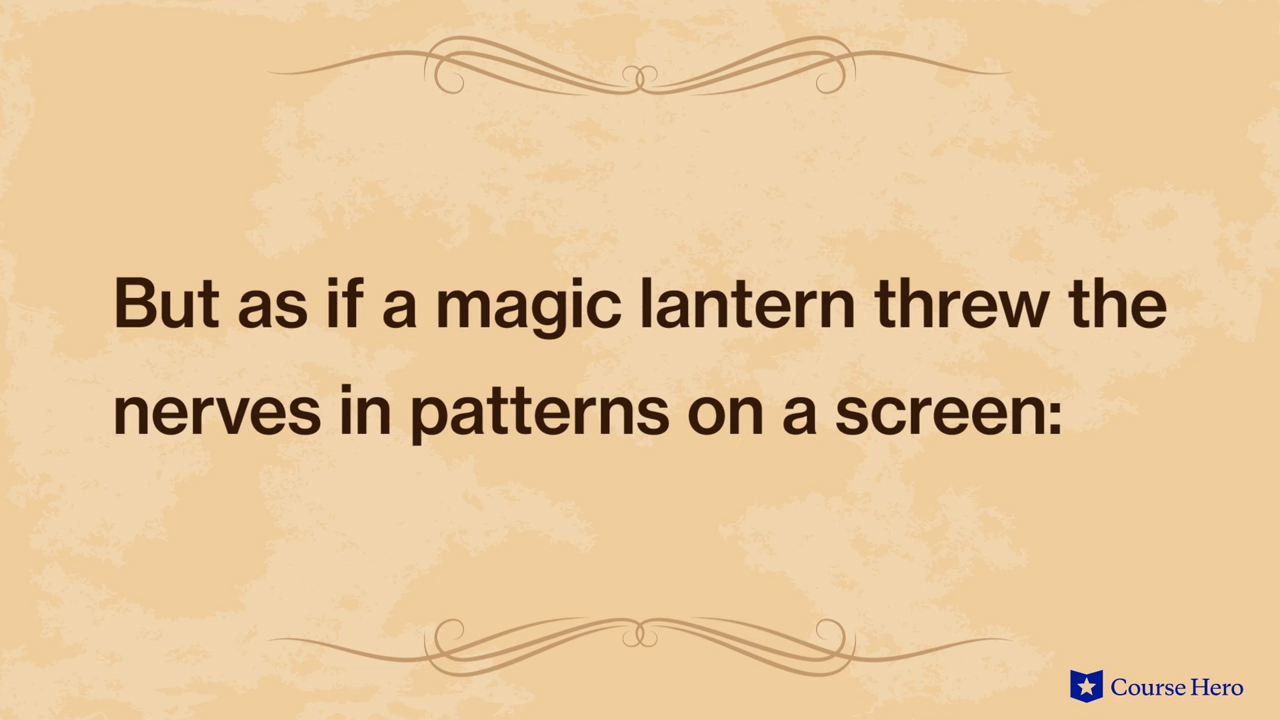 But as if a magic lantern threw the
nerves in patterns on a screen:
Course Hero